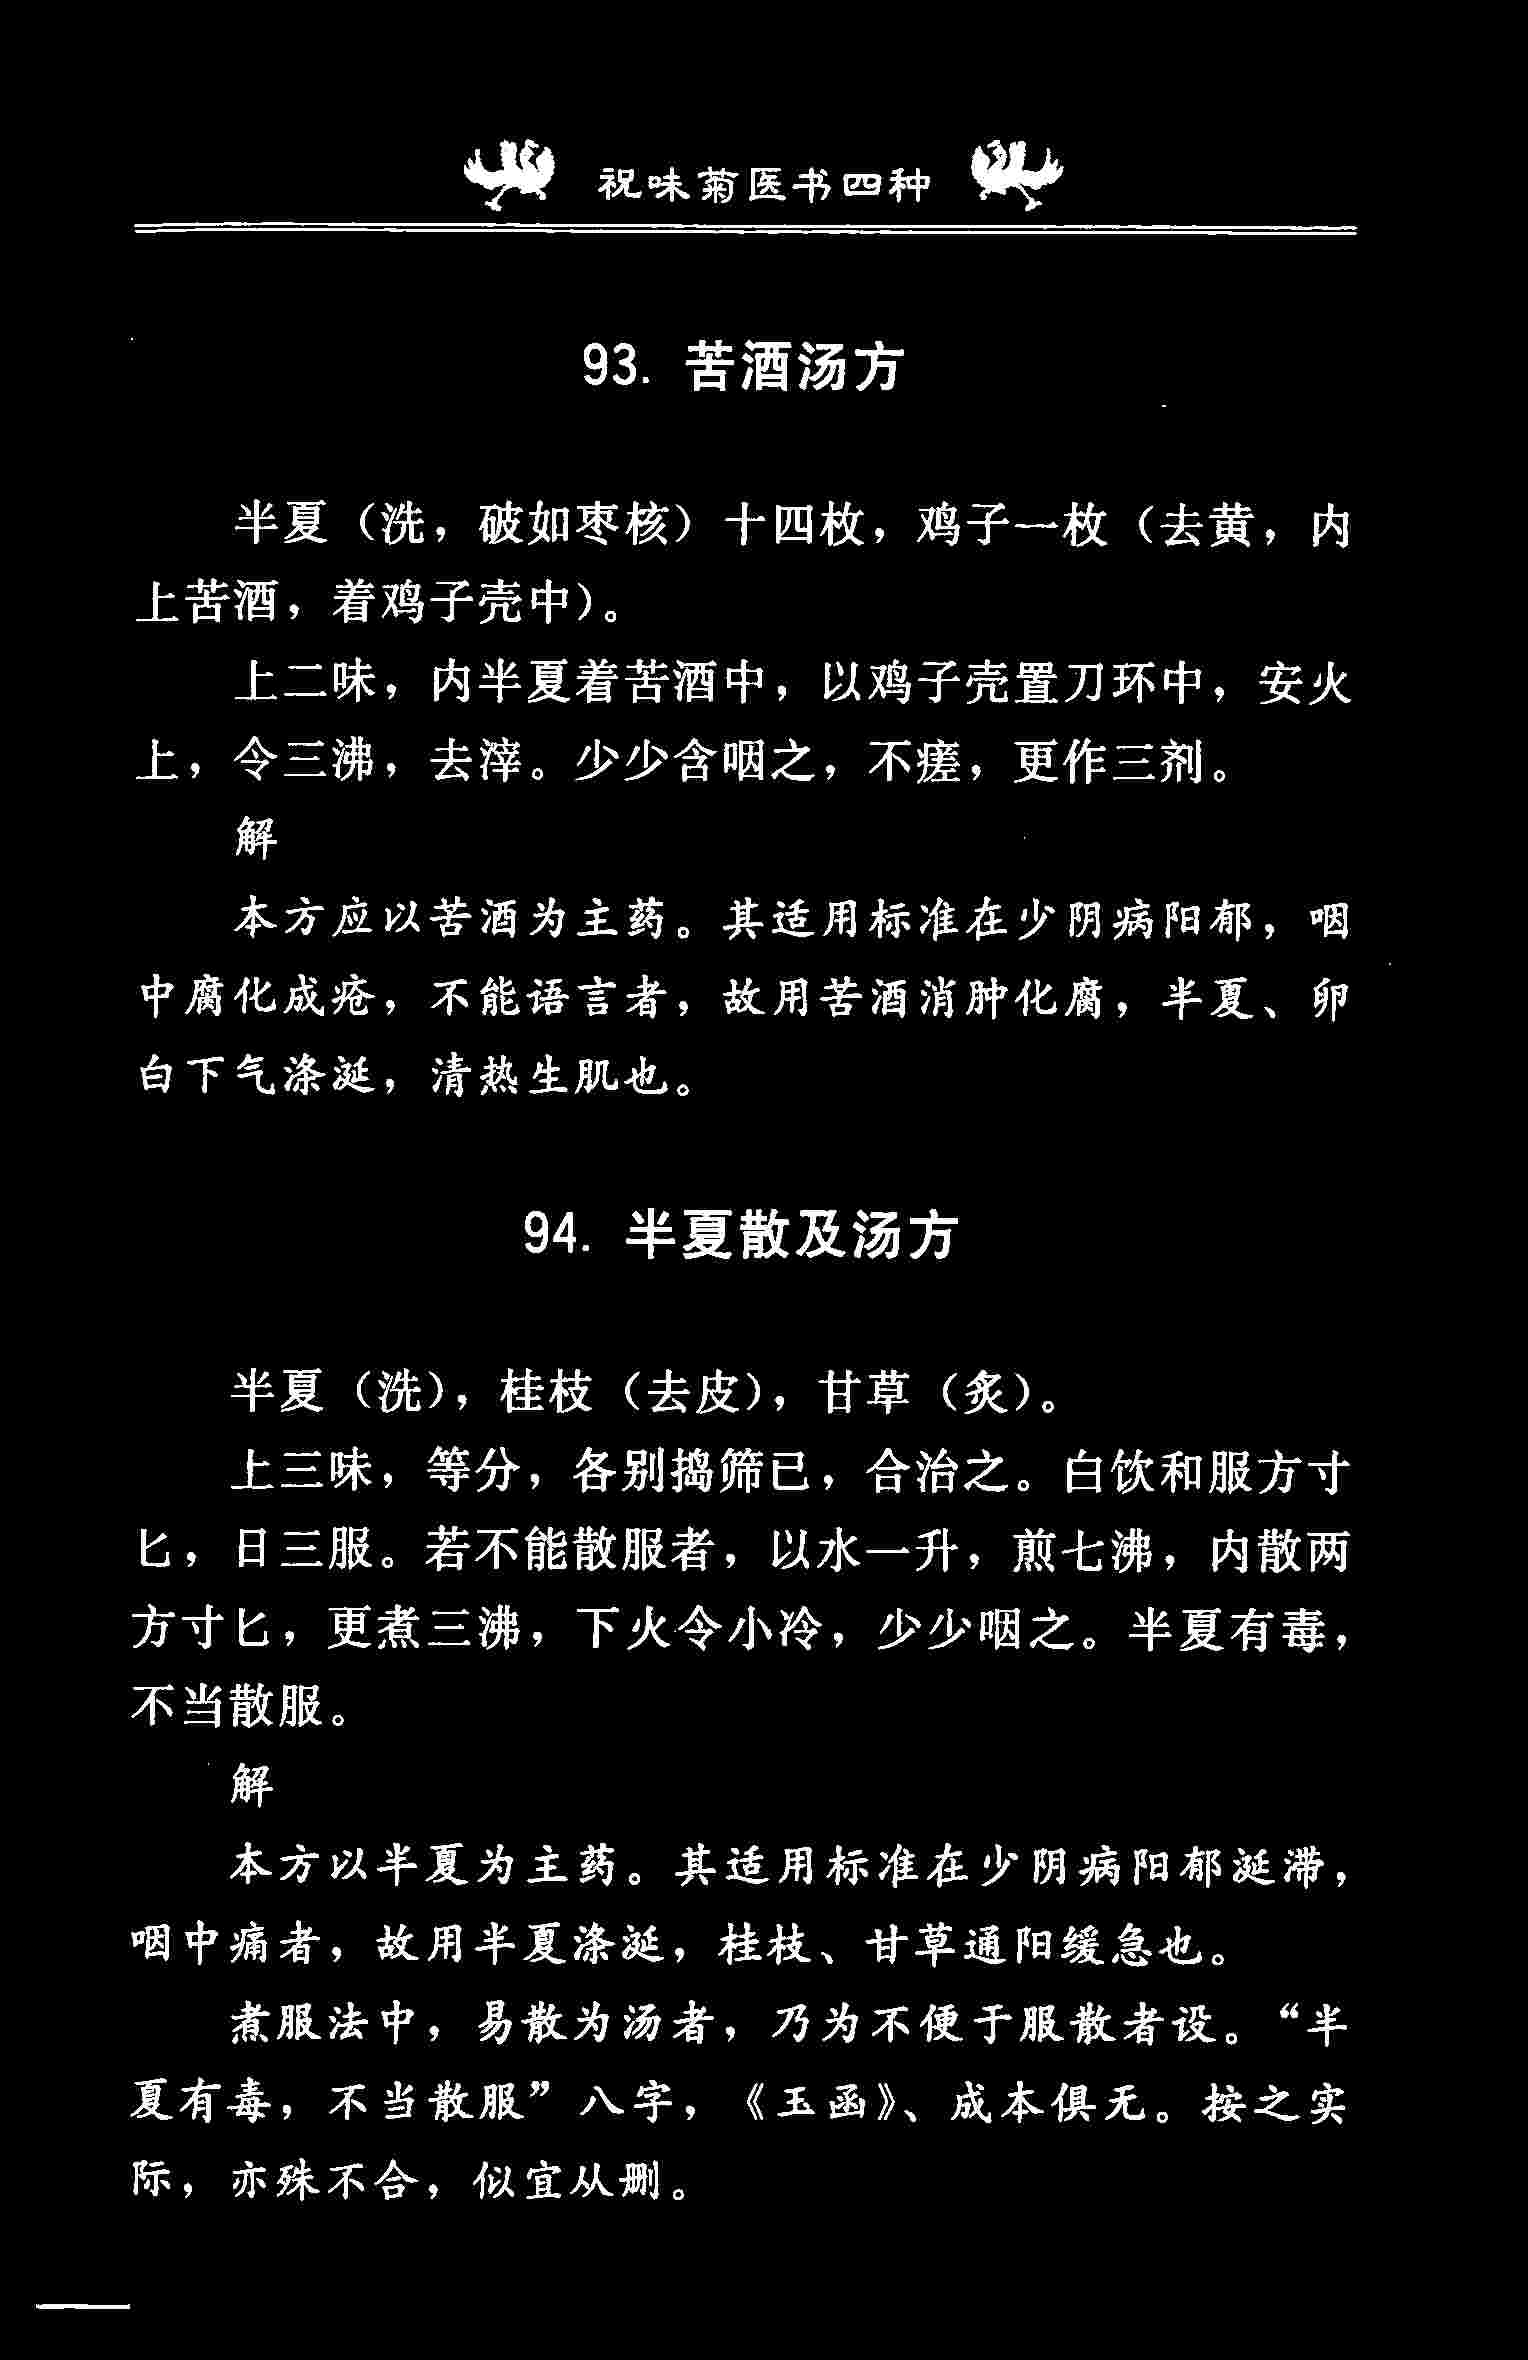 祝味菊医书四种
93. 苦酒汤方
半夏（洗，破如枣核）十四枚，鸡子一枚（去黄，内
上苦酒，着鸡子壳中）。
上二味，内半夏着苦酒中，以鸡子壳置刀环中，安火
上，令三沸，去滓。少少含咽之，不瘥，更作三剂。
解
本方应以苦酒为主药。其适用标准在少阴病阳郁，咽
中腐化成疮，不能语言者，故用苦酒消肿化腐，半夏、卵
白下气涤涎，清热生肌也。
94. 半夏散及汤方
半夏（洗），桂枝（去皮），甘草（炙）。
上三味，等分，各别捣筛已，合治之。白饮和服方寸
匕，日三服。若不能散服者，以水一升，煎七沸，内散两
方寸匕，更煮三沸，下火令小冷，少少咽之。半夏有毒，
不当散服。
解
本方以半夏为主药。其适用标准在少阴病阳郁涎滞，
咽中痛者，故用半夏涤涎，桂枝、甘草通阳缓急也。
煮服法中，易散为汤者，乃为不便于服散者设。“半
夏有毒，不当散服”八字，《玉函》、成本俱无。按之实
际，亦殊不合，似宜从删。